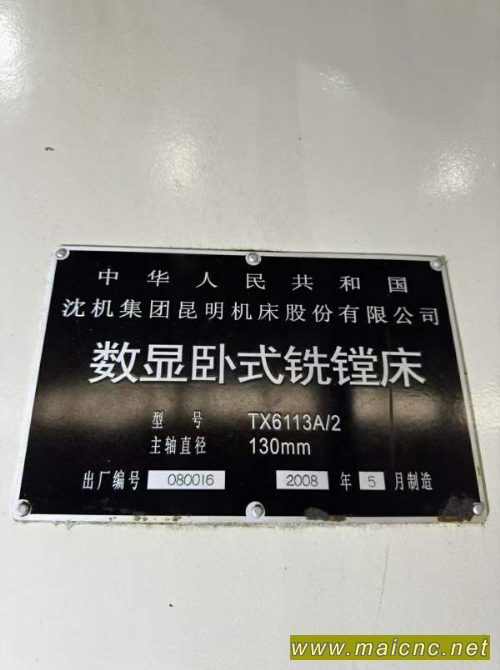 中华人民共和国
沈机集团昆明机床股份有限公司
数显卧式铣镗床
型号 TX6113A/2
主轴直径 130mm
出厂编号 080016 2008 年 5 月制造
www.maicnc.net